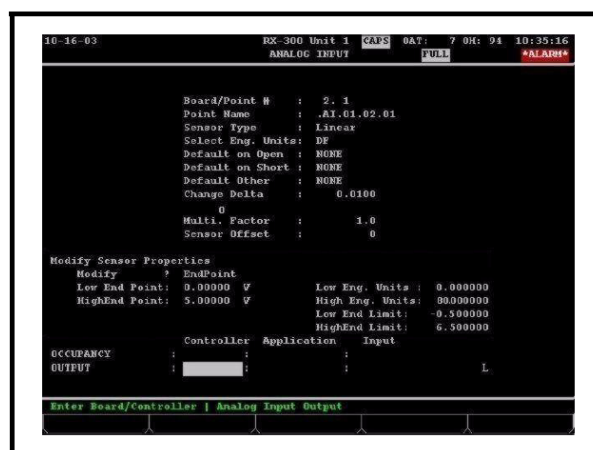 10-16-03 RX-300 Unit 1 CAPS OAT: 7 OH: 94 10:35:16
ANALOG INPUT FULL *ALARM*
Board/Point # : 2. 1
Point Name : .AI.01.02.01
Sensor Type : Linear
Select Eng. Units: DF
Default on Open : NONE
Default on Short : NONE
Default Other : NONE
Change Delta : 0.0100
0
Multi. Factor : 1.0
Sensor Offset : 0
Modify Sensor Properties
Modify ? EndPoint
Low End Point: 0.00000 V Low Eng. Units : 0.000000
HighEnd Point: 5.00000 V High Eng. Units:
Low End Limit: -0.500000
HighEnd Limit: 6.500000
Controller Application Input
OCCUPANCY : : :
OUTPUT : : : L
Enter Board/Controller | Analog Input Output